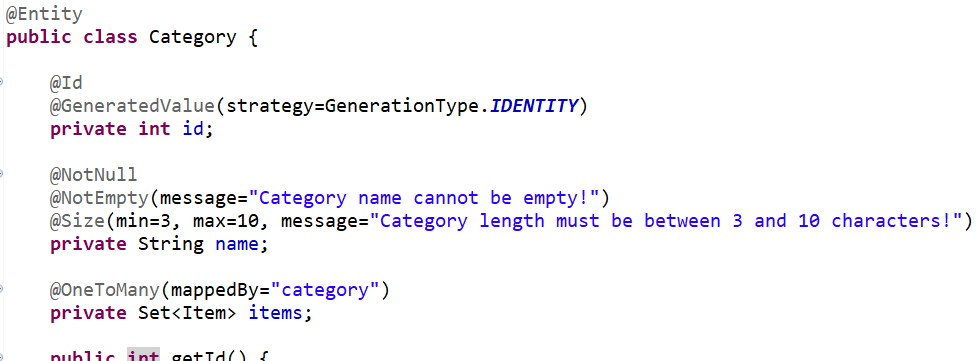 @Entity
public class Category {
@Id
@GeneratedValue(strategy=GenerationType.IDENTITY)
private int id;
@NotNull
@NotEmpty(message="Category name cannot be empty!")
@Size(min=3, max=10, message="Category length must be between 3 and 10 characters!")
private String name;
@OneToMany(mappedBy="category")
private Set<Item> items;
public int getId() {